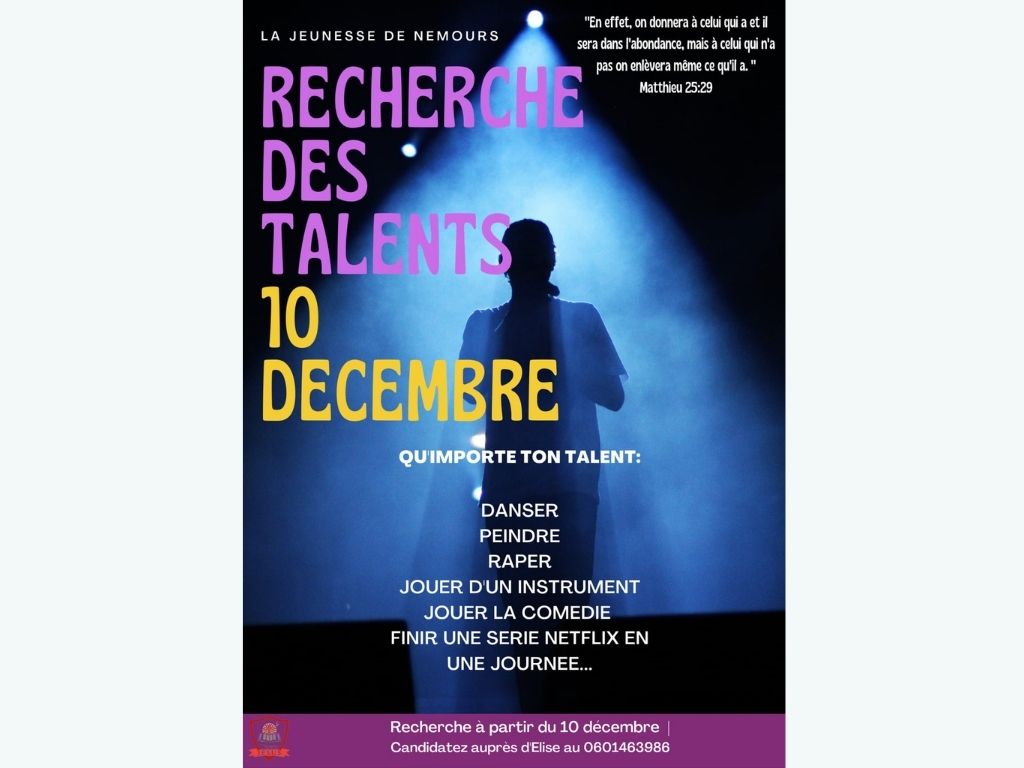 LA JEUNESSE DE NEMOURS
"En effet, on donnera à celui qui a et il
sera dans l'abondance, mais à celui qui n'a
pas on enlèvera même ce qu'il a. "
Matthieu 25:29
RECHERCHE
DES
TALENTS
10
DECEMBRE
QU'IMPORTE TON TALENT:
DANSER
PEINDRE
RAPER
JOUER D'UN INSTRUMENT
JOUER LA COMEDIE
FINIR UNE SERIE NETFLIX EN
UNE JOURNEE...
Recherche à partir du 10 décembre |
Candidatez auprès d'Elise au 0601463986